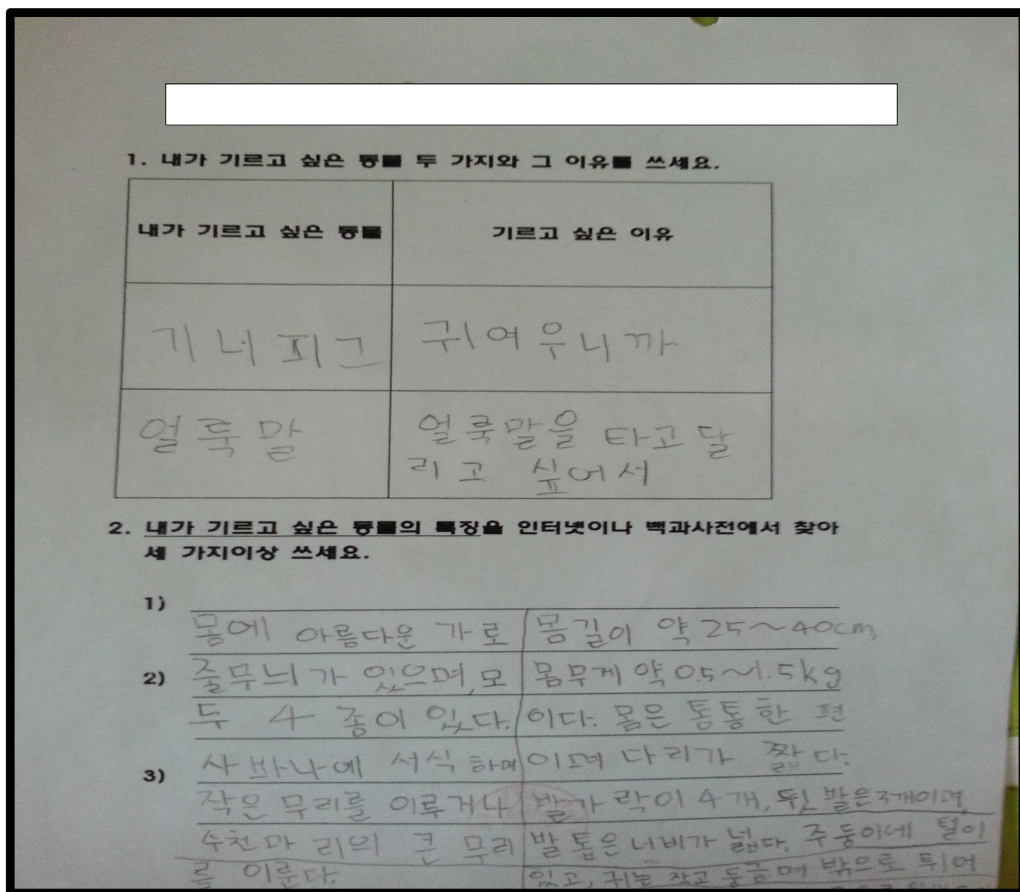 1. 내가 기르고 싶은 동물 두 가지와 그 이유를 쓰세요.
내가 기르고 싶은 동물
기르고 싶은 이유
기니피그
귀여우니까
얼룩말
얼룩말을 타고 달
리고 싶어서
2. 내가 기르고 싶은 동물의 특징을 인터넷이나 백과사전에서 찾아
세 가지이상 쓰세요.
1)
2)
3)
몸에 아름다운 가로
줄무늬가 있으며, 모
두 4 종이 있다.
사바나에 서식 하며
작은 무리를 이루거나
수천마 리의 큰 무리
를 이룬다.
몸길이 약 25~40cm,
몸무게 약 0.5~1.5kg
이다. 몸은 통통한 편
이며 다리가 짧다.
발가락이 4개, 뒷발은 3개이며,
발톱은 너비가 넓다. 주둥이에 털이
있고, 귀는 작고 둥글며 밖으로 튀어